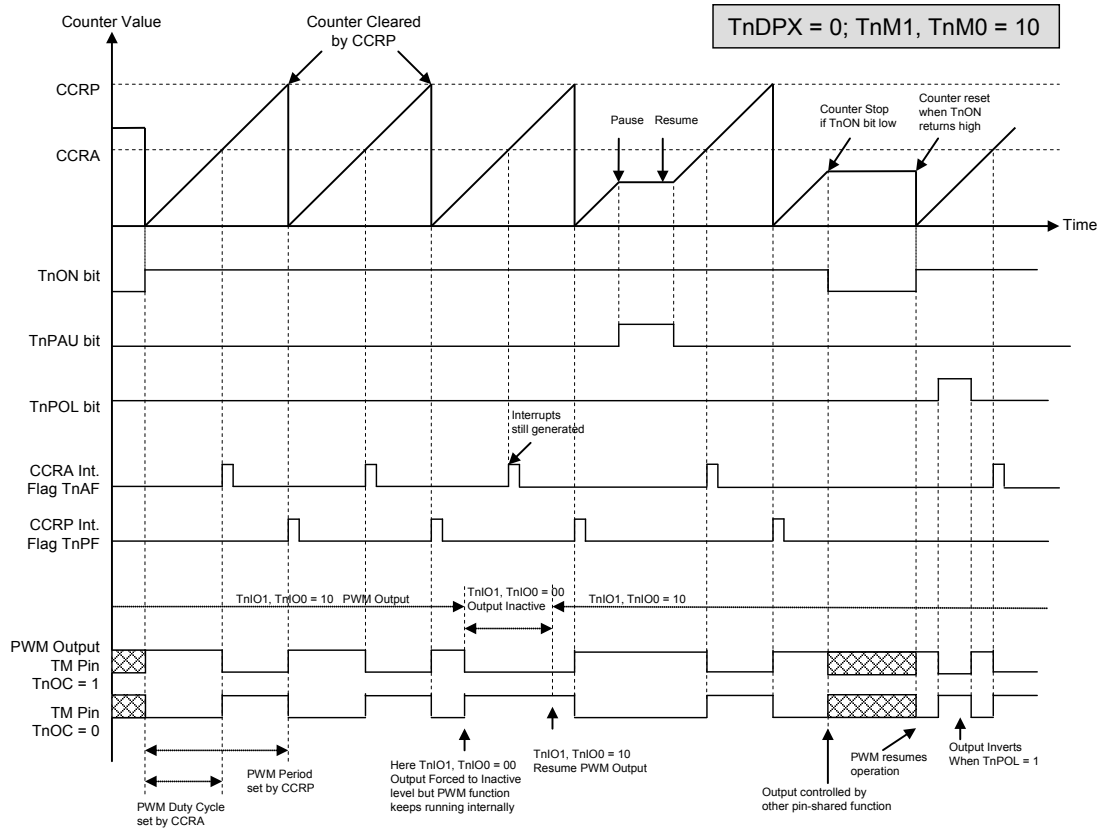 Counter Value
Counter Cleared
by CCRP
TnDPX = 0; TnM1, TnM0 = 10
CCRP
CCRA
Pause
Resume
Counter Stop
if TnON bit low
Counter reset
when TnON
returns high
Time
TnON bit
TnPAU bit
TnPOL bit
Interrupts
still generated
CCRA Int.
Flag TnAF
CCRP Int.
Flag TnPF
TnIO1, TnIO0 = 10 PWM Output
TnIO1, TnIO0 = 00
Output Inactive
TnIO1, TnIO0 = 10
PWM Output
TM Pin
TnOC = 1
TM Pin
TnOC = 0
PWM Period
set by CCRP
PWM Duty Cycle
set by CCRA
Here TnIO1, TnIO0 = 00
Output Forced to Inactive
level but PWM function
keeps running internally
TnIO1, TnIO0 = 10
Resume PWM Output
Output controlled by
other pin-shared function
PWM resumes
operation
Output Inverts
When TnPOL = 1